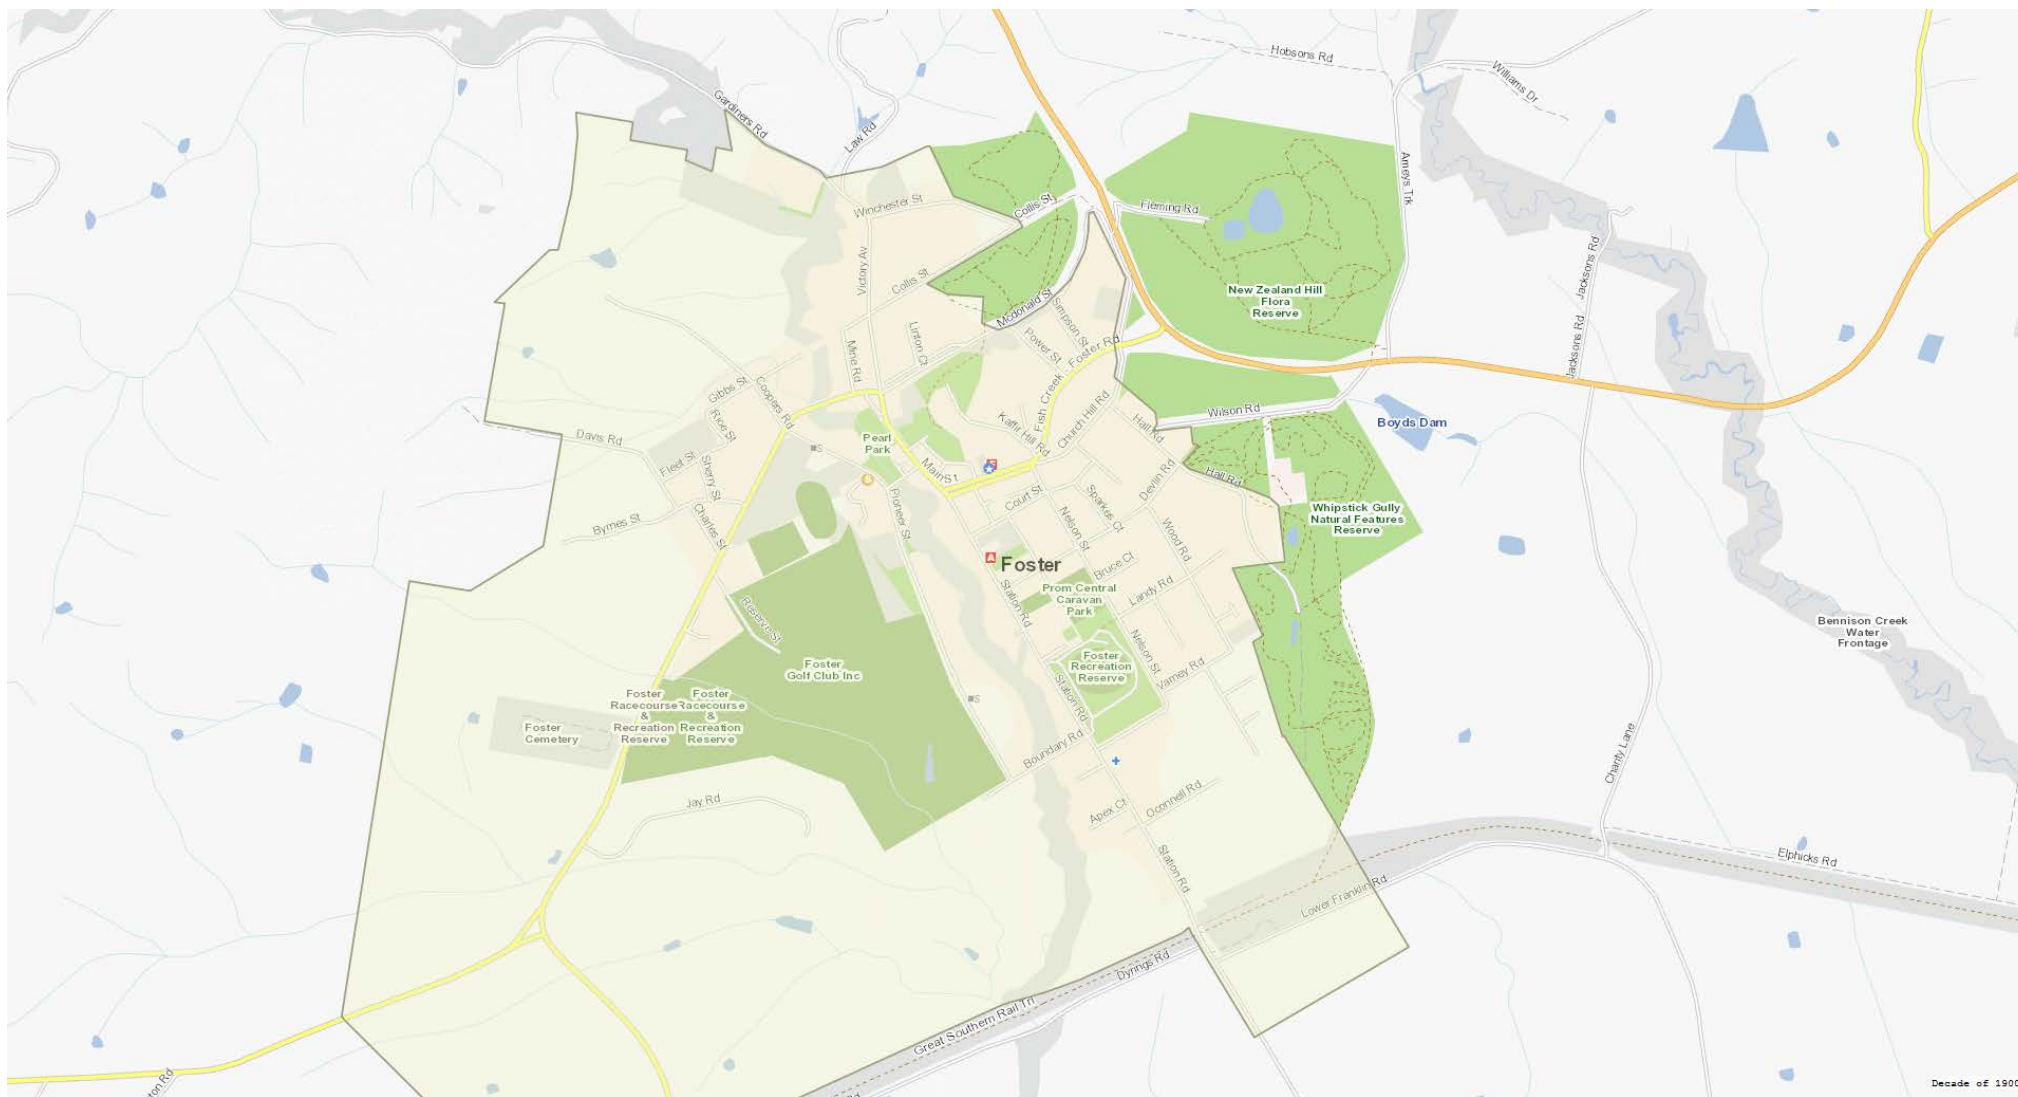 Hobsons Rd
Williams Dr
Gardiners Rd
Law Rd
Ameys Trk
Winchester St
Collis St
Fleming Rd
Jacksons Rd
Victory Av
Collis St
New Zealand Hill
Flora
Reserve
Mcdonald St
Simpson St
Power St
Linton Ct
Mine Rd
Fish Creek - Foster Rd
Jacksons Rd
Gibbs St
Coopers Rd
Rice St
Kaffir Hill Rd
Church Hill Rd
Hall Rd
Wilson Rd
Boyds Dam
Davis Rd
Pearl
Park
Fleet St
Sherry St
Main St
Hall Rd
Devlin Rd
Court St
Sparkes Ct
Pioneer St
Charles St
Byrnes St
Nelson St
Wood Rd
Whipstick Gully
Natural Features
Reserve
Foster
Bruce Ct
Landy Rd
Prom Central
Caravan
Park
Station Rd
Reserve St
Nelson St
Bennison Creek
Water
Frontage
Foster
Golf Club Inc
Foster
Recreation
Reserve
Varney Rd
Station Rd
Foster
Racecourse
&
Recreation
Reserve
Foster
Racecourse
&
Recreation
Reserve
Foster
Cemetery
Boundary Rd
Charity Lane
Jay Rd
Apex Ct
Oconnell Rd
Station Rd
Elphicks Rd
Lower Franklin Rd
Dyrings Rd
Great Southern Rail Trl
Decade of 1900